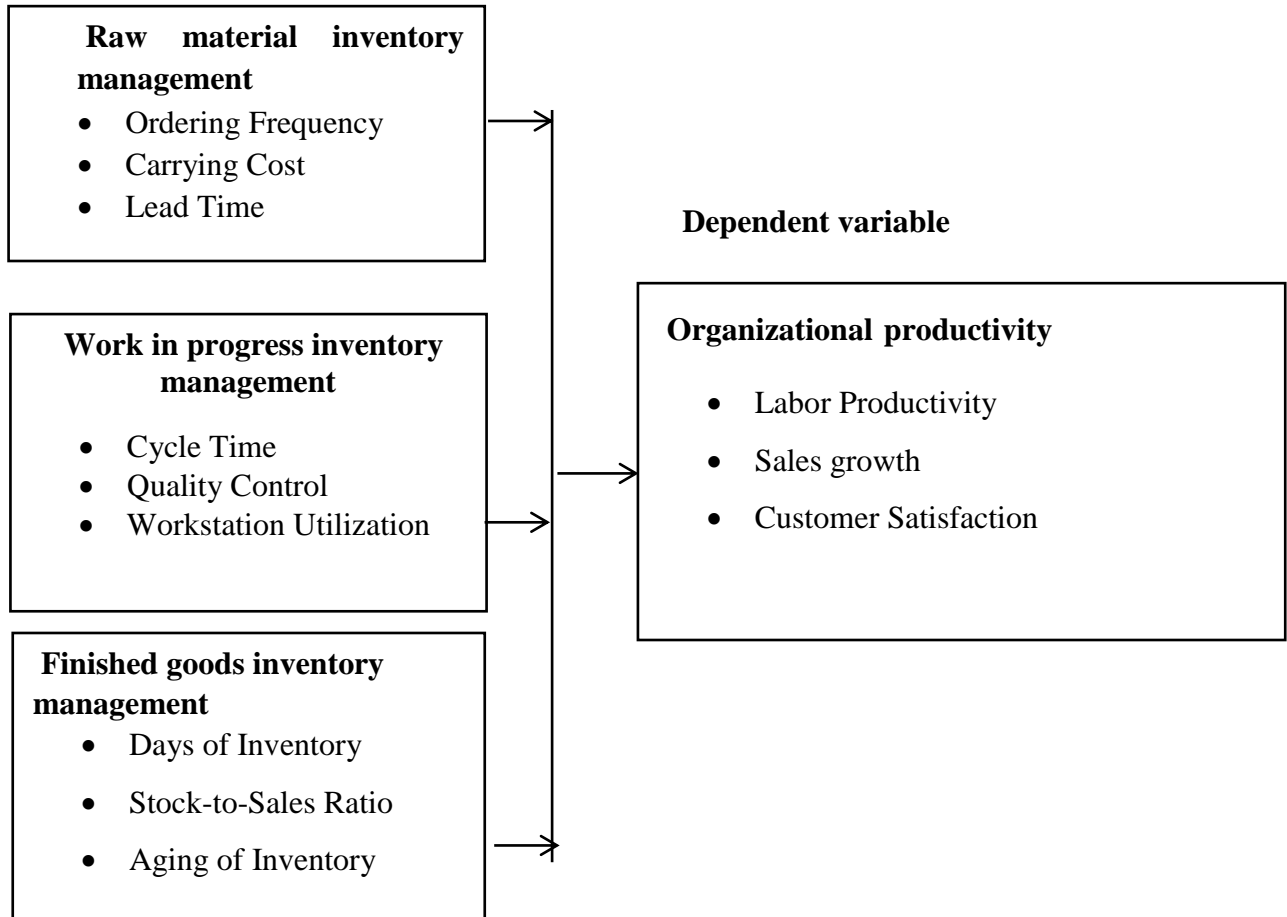 Raw material inventory
management
• Ordering Frequency
• Carrying Cost
• Lead Time
Work in progress inventory
management
• Cycle Time
• Quality Control
• Workstation Utilization
Finished goods inventory
management
• Days of Inventory
• Stock-to-Sales Ratio
• Aging of Inventory
Dependent variable
Organizational productivity
• Labor Productivity
• Sales growth
• Customer Satisfaction